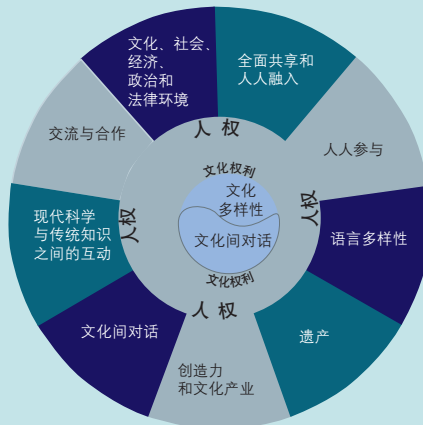 文化、社会、
经济、
政治和
法律环境
全面共享和
人人融入
人人参与
语言多样性
遗产
创造力
和文化产业
文化间对话
现代科学
与传统知识
之间的互动
交流与合作
人 权
人权
人 权
人权
文化权利
文化
多样性
文化间对话
文化权利